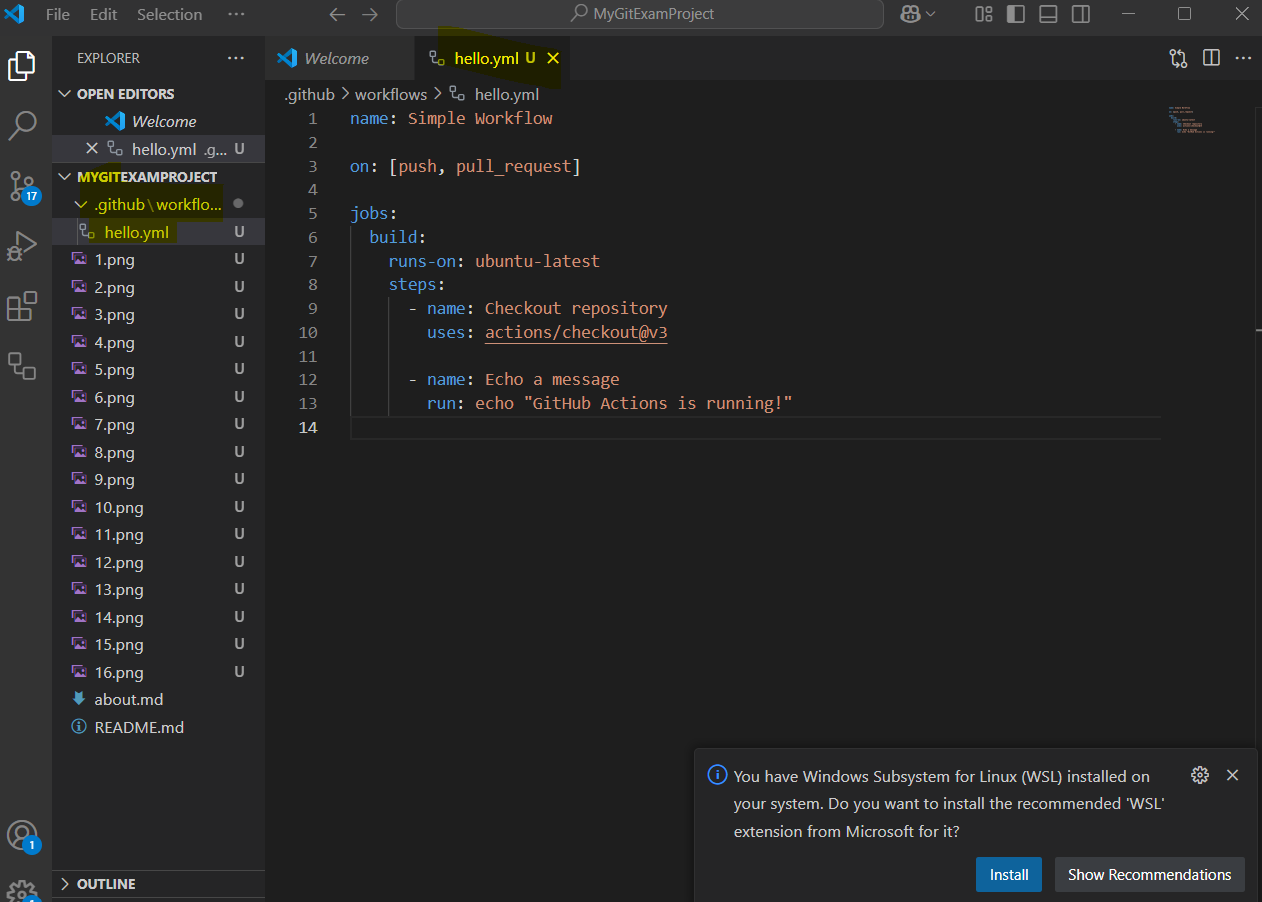 File Edit Selection ··· MyGitExamProject
EXPLORER ···
OPEN EDITORS
Welcome
hello.yml .g... U
MYGITEXAMPROJECT
.github\workflo...
hello.yml U
1.png U
2.png U
3.png U
4.png U
5.png U
6.png U
7.png U
8.png U
9.png U
10.png U
11.png U
12.png U
13.png U
14.png U
15.png U
16.png U
about.md
README.md
OUTLINE
17
1
Welcome hello.yml U
.github > workflows > hello.yml
1 name: Simple Workflow
2
3 on: [push, pull_request]
4
5 jobs:
6 build:
7 runs-on: ubuntu-latest
8 steps:
9 - name: Checkout repository
10 uses: actions/checkout@v3
11
12 - name: Echo a message
13 run: echo "GitHub Actions is running!"
14
You have Windows Subsystem for Linux (WSL) installed on
your system. Do you want to install the recommended 'WSL'
extension from Microsoft for it?
Install Show Recommendations